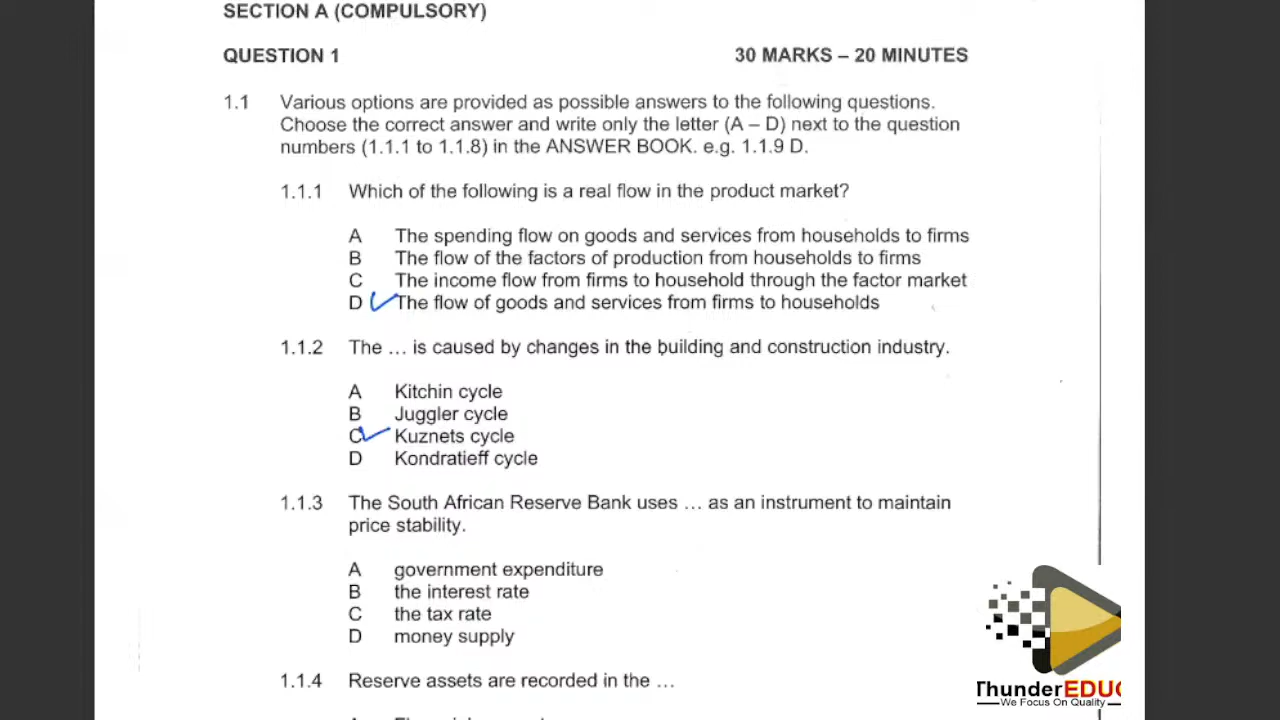 SECTION A (COMPULSORY)
QUESTION 1 30 MARKS – 20 MINUTES
1.1 Various options are provided as possible answers to the following questions.
Choose the correct answer and write only the letter (A – D) next to the question
numbers (1.1.1 to 1.1.8) in the ANSWER BOOK. e.g. 1.1.9 D.
1.1.1 Which of the following is a real flow in the product market?
A The spending flow on goods and services from households to firms
B The flow of the factors of production from households to firms
C The income flow from firms to household through the factor market
D The flow of goods and services from firms to households
1.1.2 The ... is caused by changes in the building and construction industry.
A Kitchin cycle
B Juggler cycle
C Kuznets cycle
D Kondratieff cycle
1.1.3 The South African Reserve Bank uses ... as an instrument to maintain
price stability.
A government expenditure
B the interest rate
C the tax rate
D money supply
1.1.4 Reserve assets are recorded in the ...
ThunderEDUC
We Focus On Quality